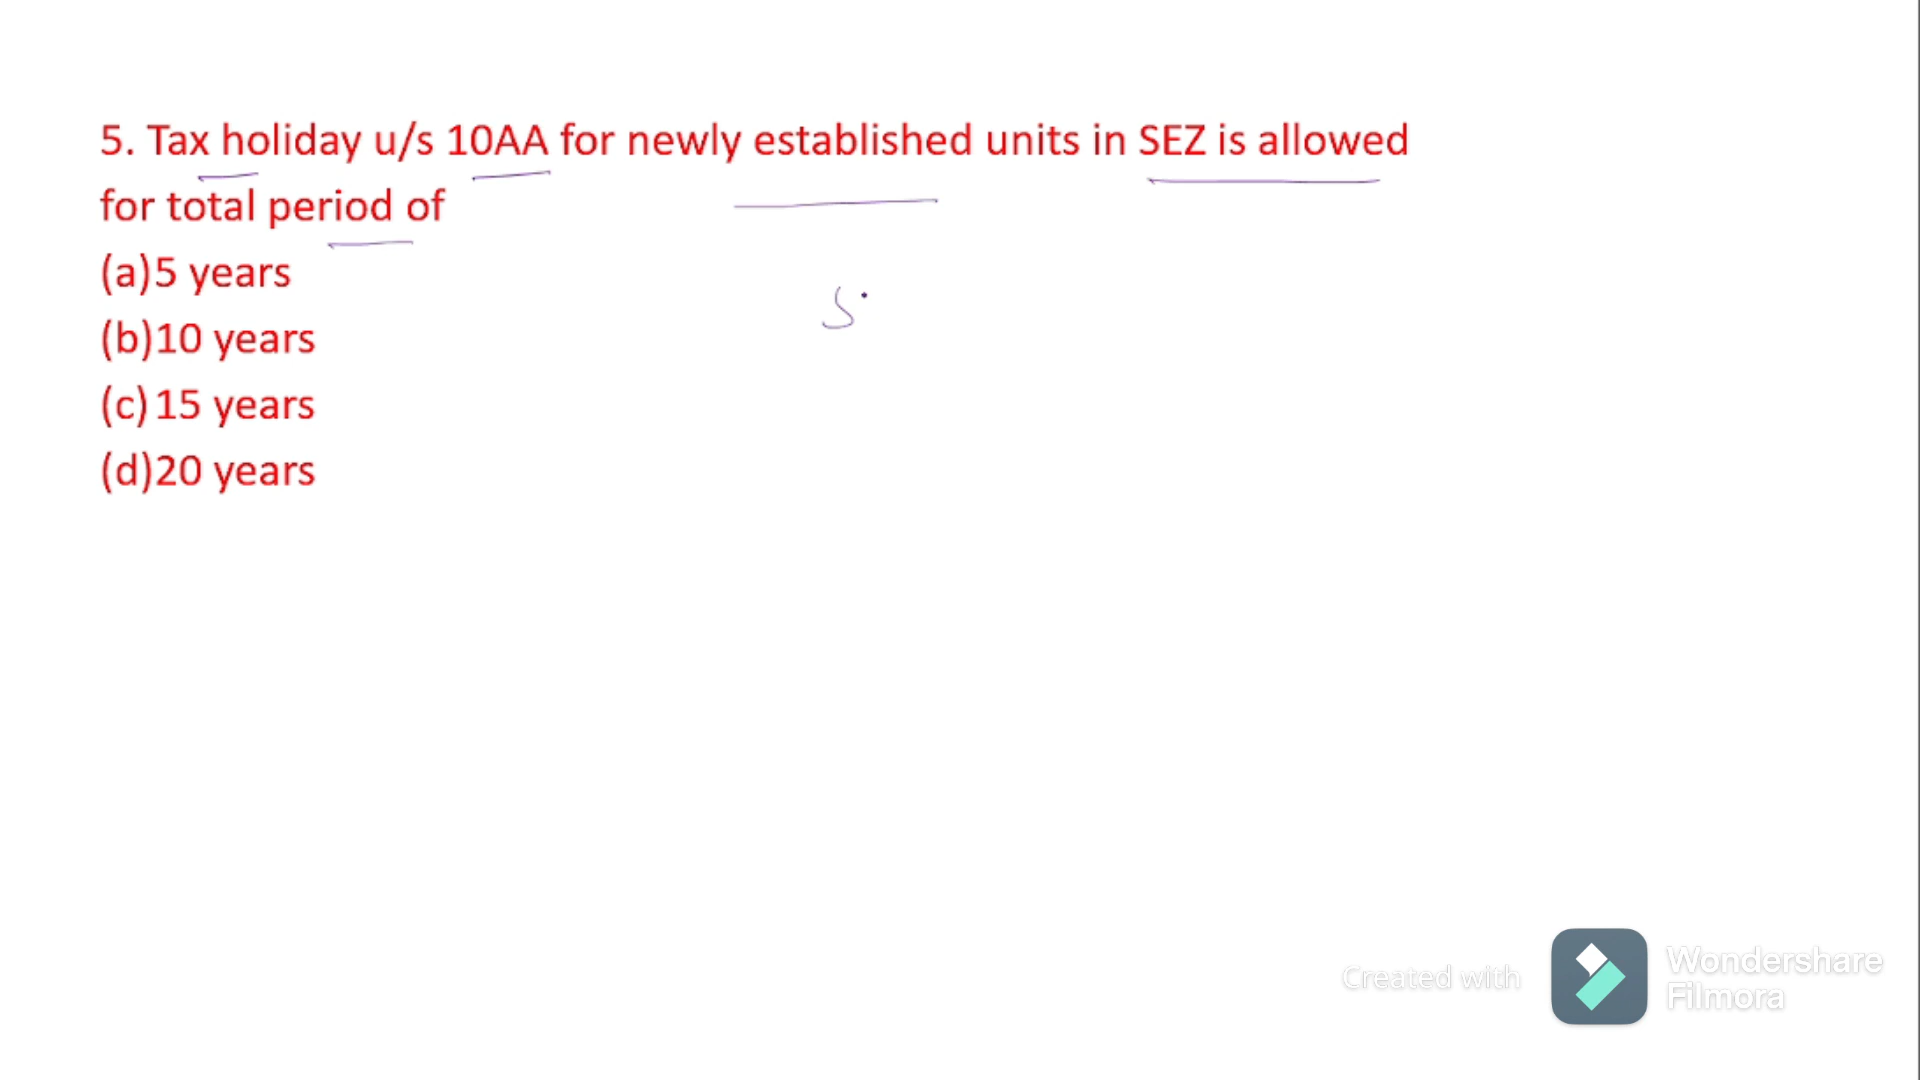 5. Tax holiday u/s 10AA for newly established units in SEZ is allowed
for total period of
(a)5 years
(b)10 years
(c)15 years
(d)20 years
Created with
Wondershare
Filmora